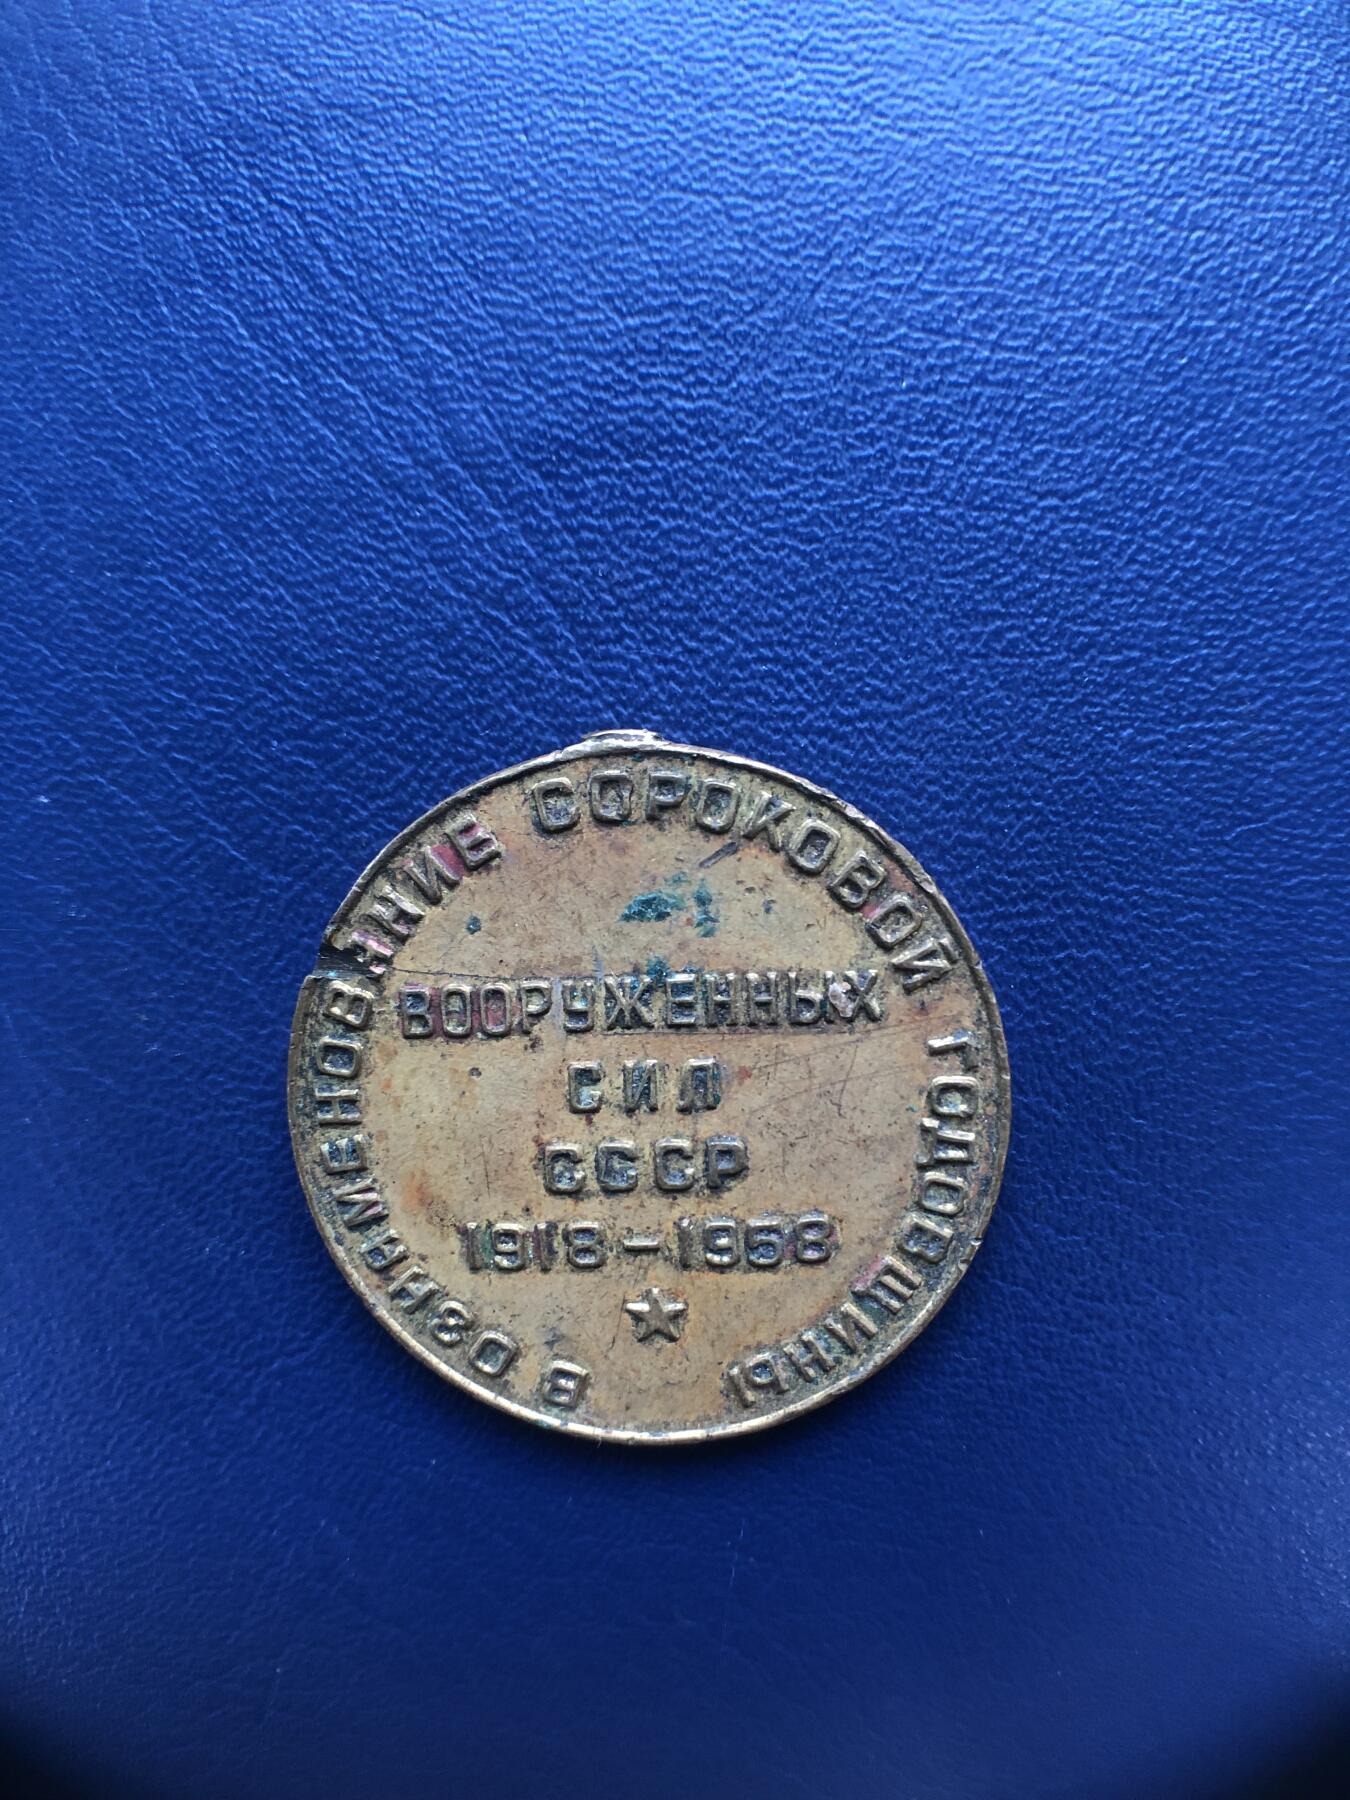 В ОЗНАМЕНОВАНИЕ СОРОКОВОЙ ГОДОВЩИНЫ
ВООРУЖЕННЫХ
СИЛ
СССР
1918-1958